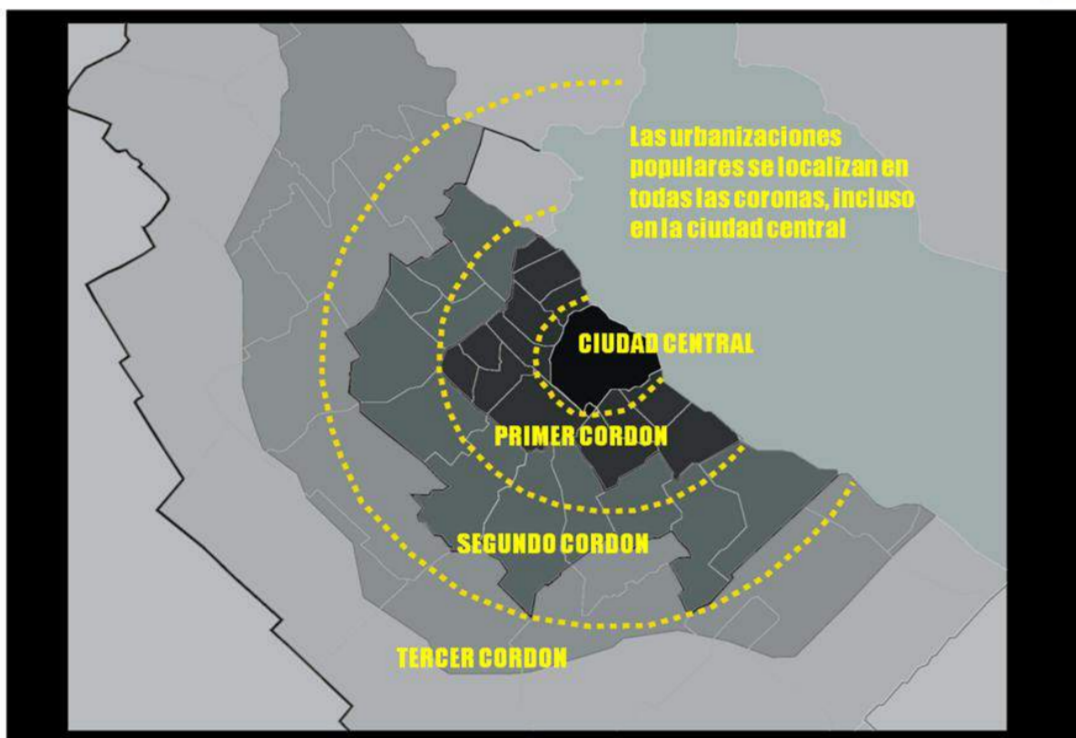 Las urbanizaciones
populares se localizan en
todas las coronas, incluso
en la ciudad central
CIUDAD CENTRAL
PRIMER CORDON
SEGUNDO CORDON
TERCER CORDON